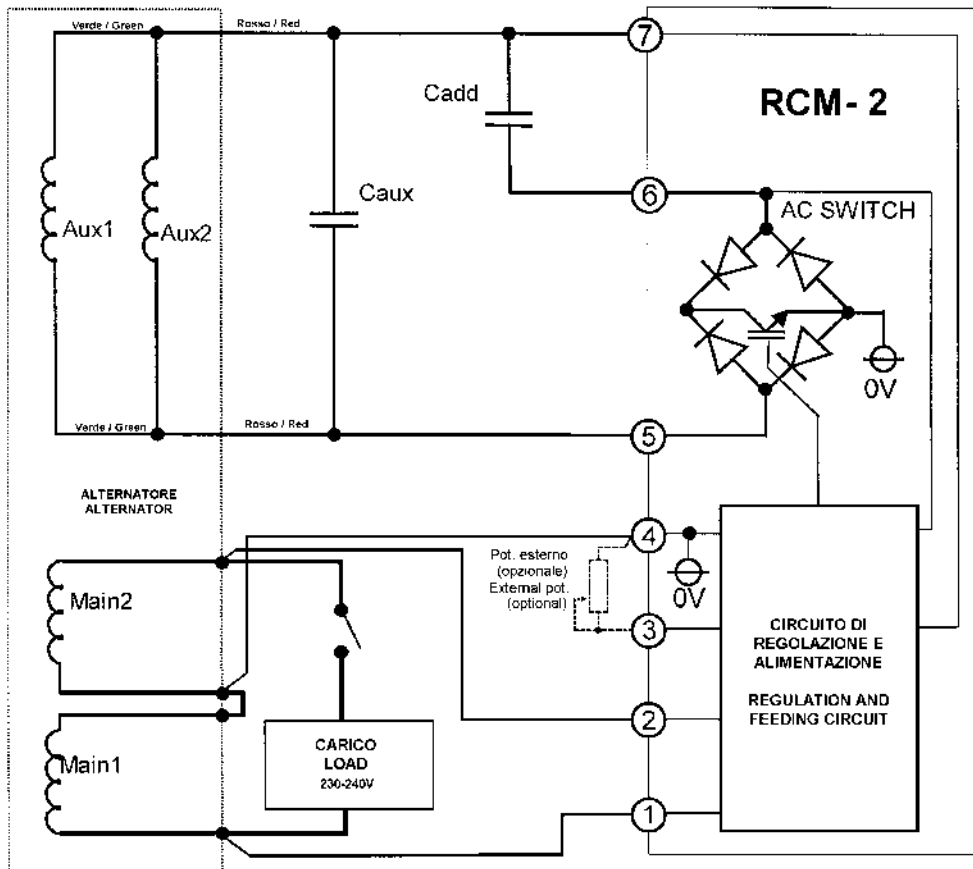 Verde / Green
Rosso / Red
7
RCM- 2
Cadd
6
AC SWITCH
Caux
Aux1
Aux2
0V
Verde / Green
Rosso / Red
5
ALTERNATORE
ALTERNATOR
4
Pot. esterno
(opzionale)
External pot.
(optional)
0V
Main2
3
CIRCUITO DI
REGOLAZIONE E
ALIMENTAZIONE
REGULATION AND
FEEDING CIRCUIT
2
Main1
CARICO
LOAD
230-240V
1